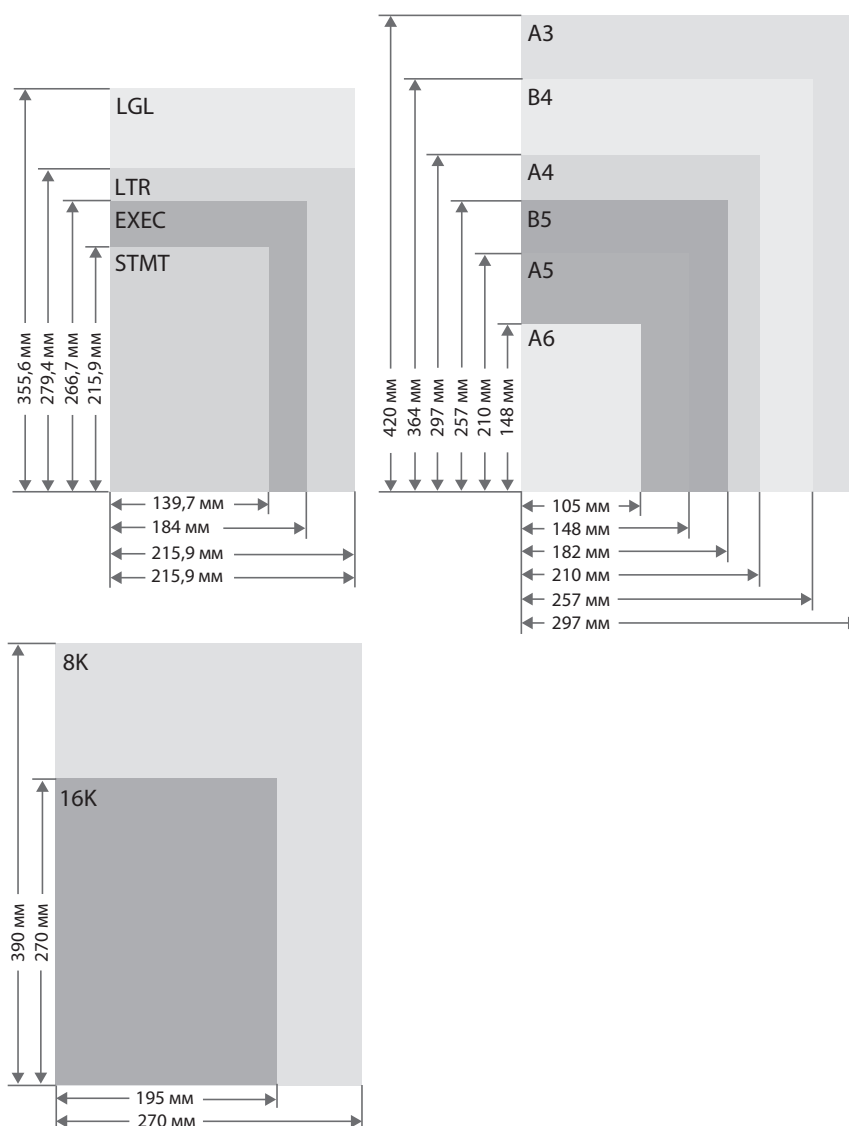 LGL
LTR
EXEC
STMT
355,6 мм
279,4 мм
266,7 мм
215,9 мм
139,7 мм
184 мм
215,9 мм
215,9 мм
A3
B4
A4
B5
A5
A6
420 мм
364 мм
297 мм
257 мм
210 мм
148 мм
105 мм
148 мм
182 мм
210 мм
257 мм
297 мм
8K
16K
390 мм
270 мм
195 мм
270 мм